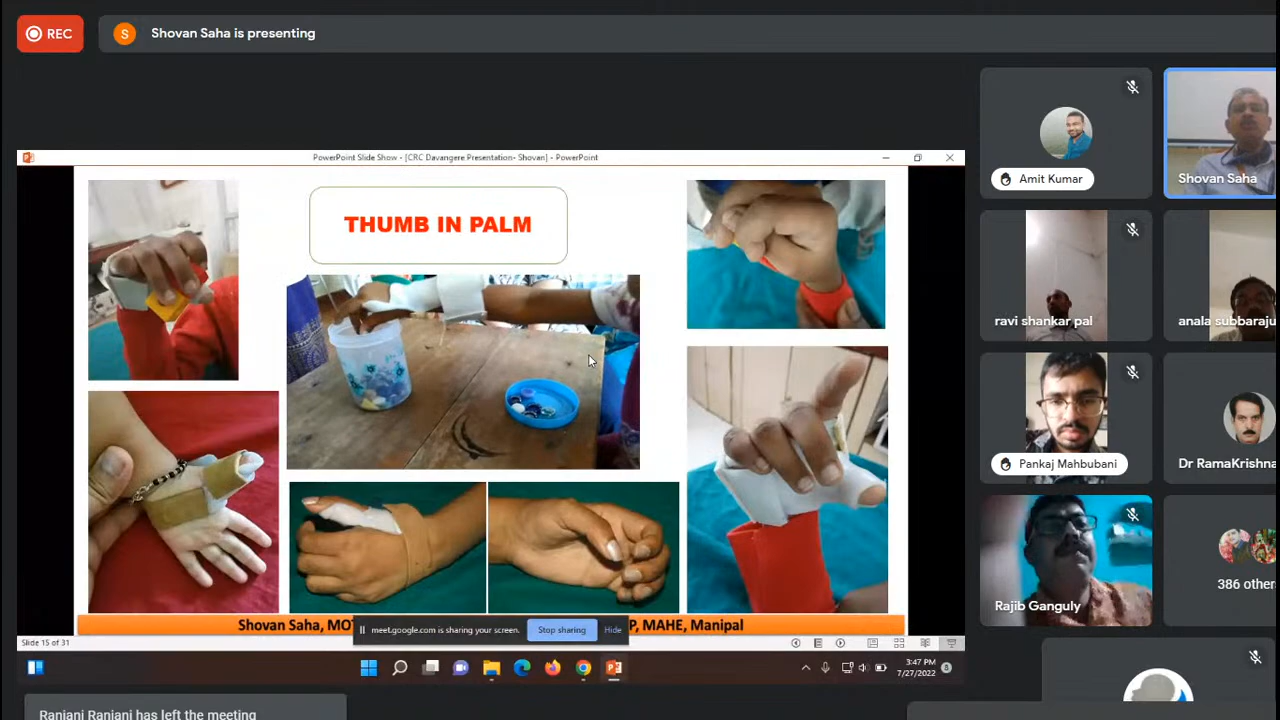 REC
S
Shovan Saha is presenting
PowerPoint Slide Show - [CRC Davangere Presentation- Shovan] - PowerPoint
THUMB IN PALM
Shovan Saha, MO
P, MAHE, Manipal
meet.google.com is sharing your screen.
Stop sharing
Hide
Slide 15 of 31
3:47 PM
7/27/2022
Ranjani Ranjani has left the meeting
Amit Kumar
Shovan Saha
ravi shankar pal
anala subbaraju
Pankaj Mahbubani
Dr RamaKrishna
Rajib Ganguly
386 other